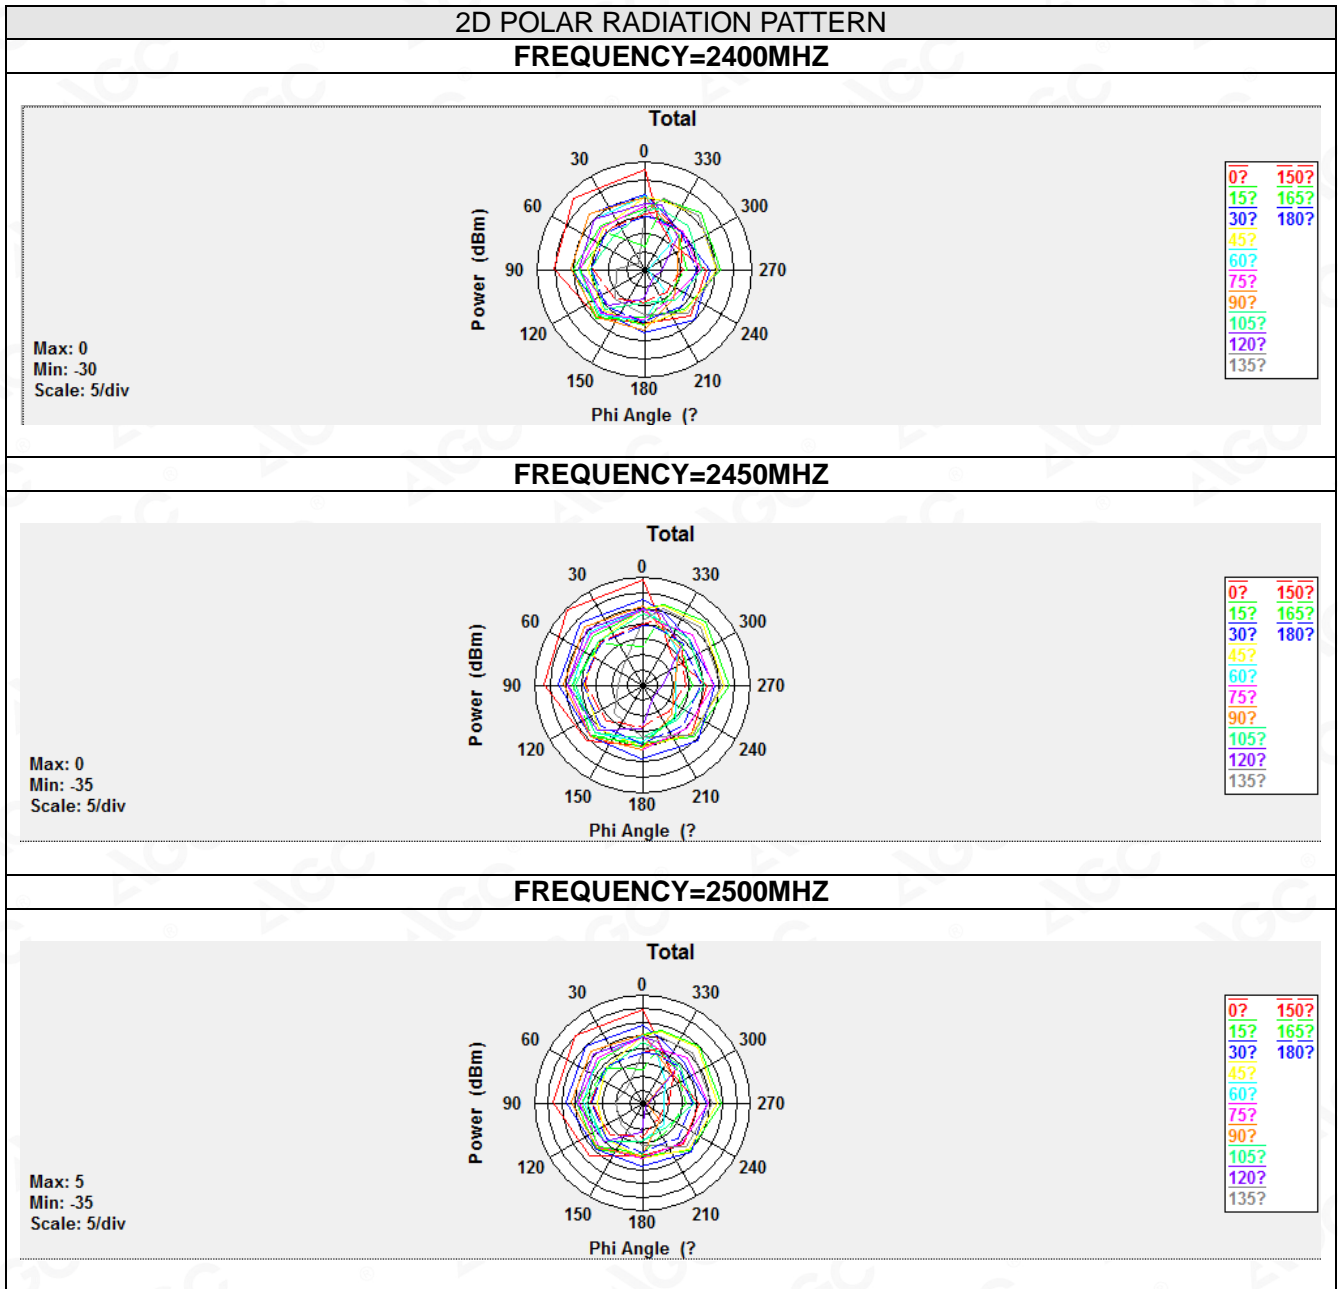 2D POLAR RADIATION PATTERN
FREQUENCY=2400MHZ
Total
0
30 330
60 300
90 270
120 240
150 210
180
Power (dBm)
Phi Angle (?
Max: 0
Min: -30
Scale: 5/div
0? 150?
15? 165?
30? 180?
45?
60?
75?
90?
105?
120?
135?
FREQUENCY=2450MHZ
Total
0
30 330
60 300
90 270
120 240
150 210
180
Power (dBm)
Phi Angle (?
Max: 0
Min: -35
Scale: 5/div
0? 150?
15? 165?
30? 180?
45?
60?
75?
90?
105?
120?
135?
FREQUENCY=2500MHZ
Total
0
30 330
60 300
90 270
120 240
150 210
180
Power (dBm)
Phi Angle (?
Max: 5
Min: -35
Scale: 5/div
0? 150?
15? 165?
30? 180?
45?
60?
75?
90?
105?
120?
135?